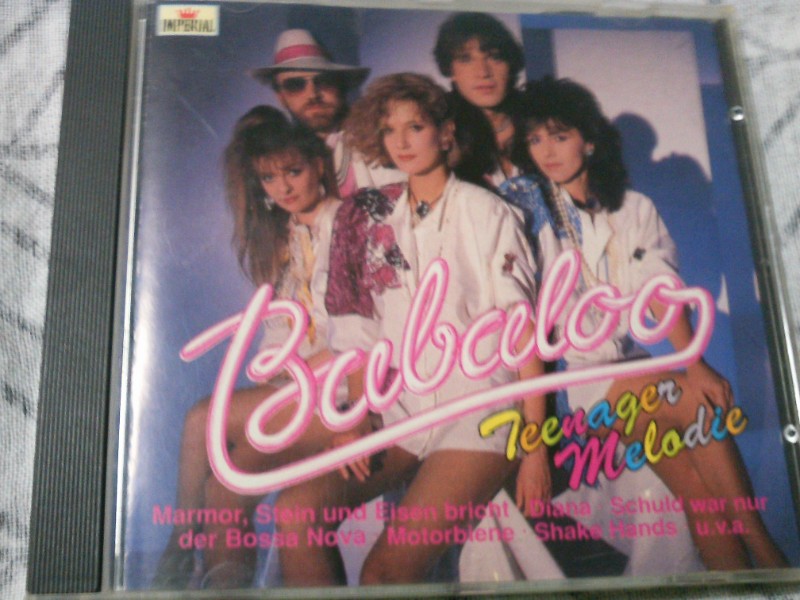 IMPERIAL
Babaloo
Teenager
Melodie
Marmor, Stein und Eisen bricht · Diana · Schuld war nur
der Bossa Nova · Motorbiene · Shake Hands · u.v.a.